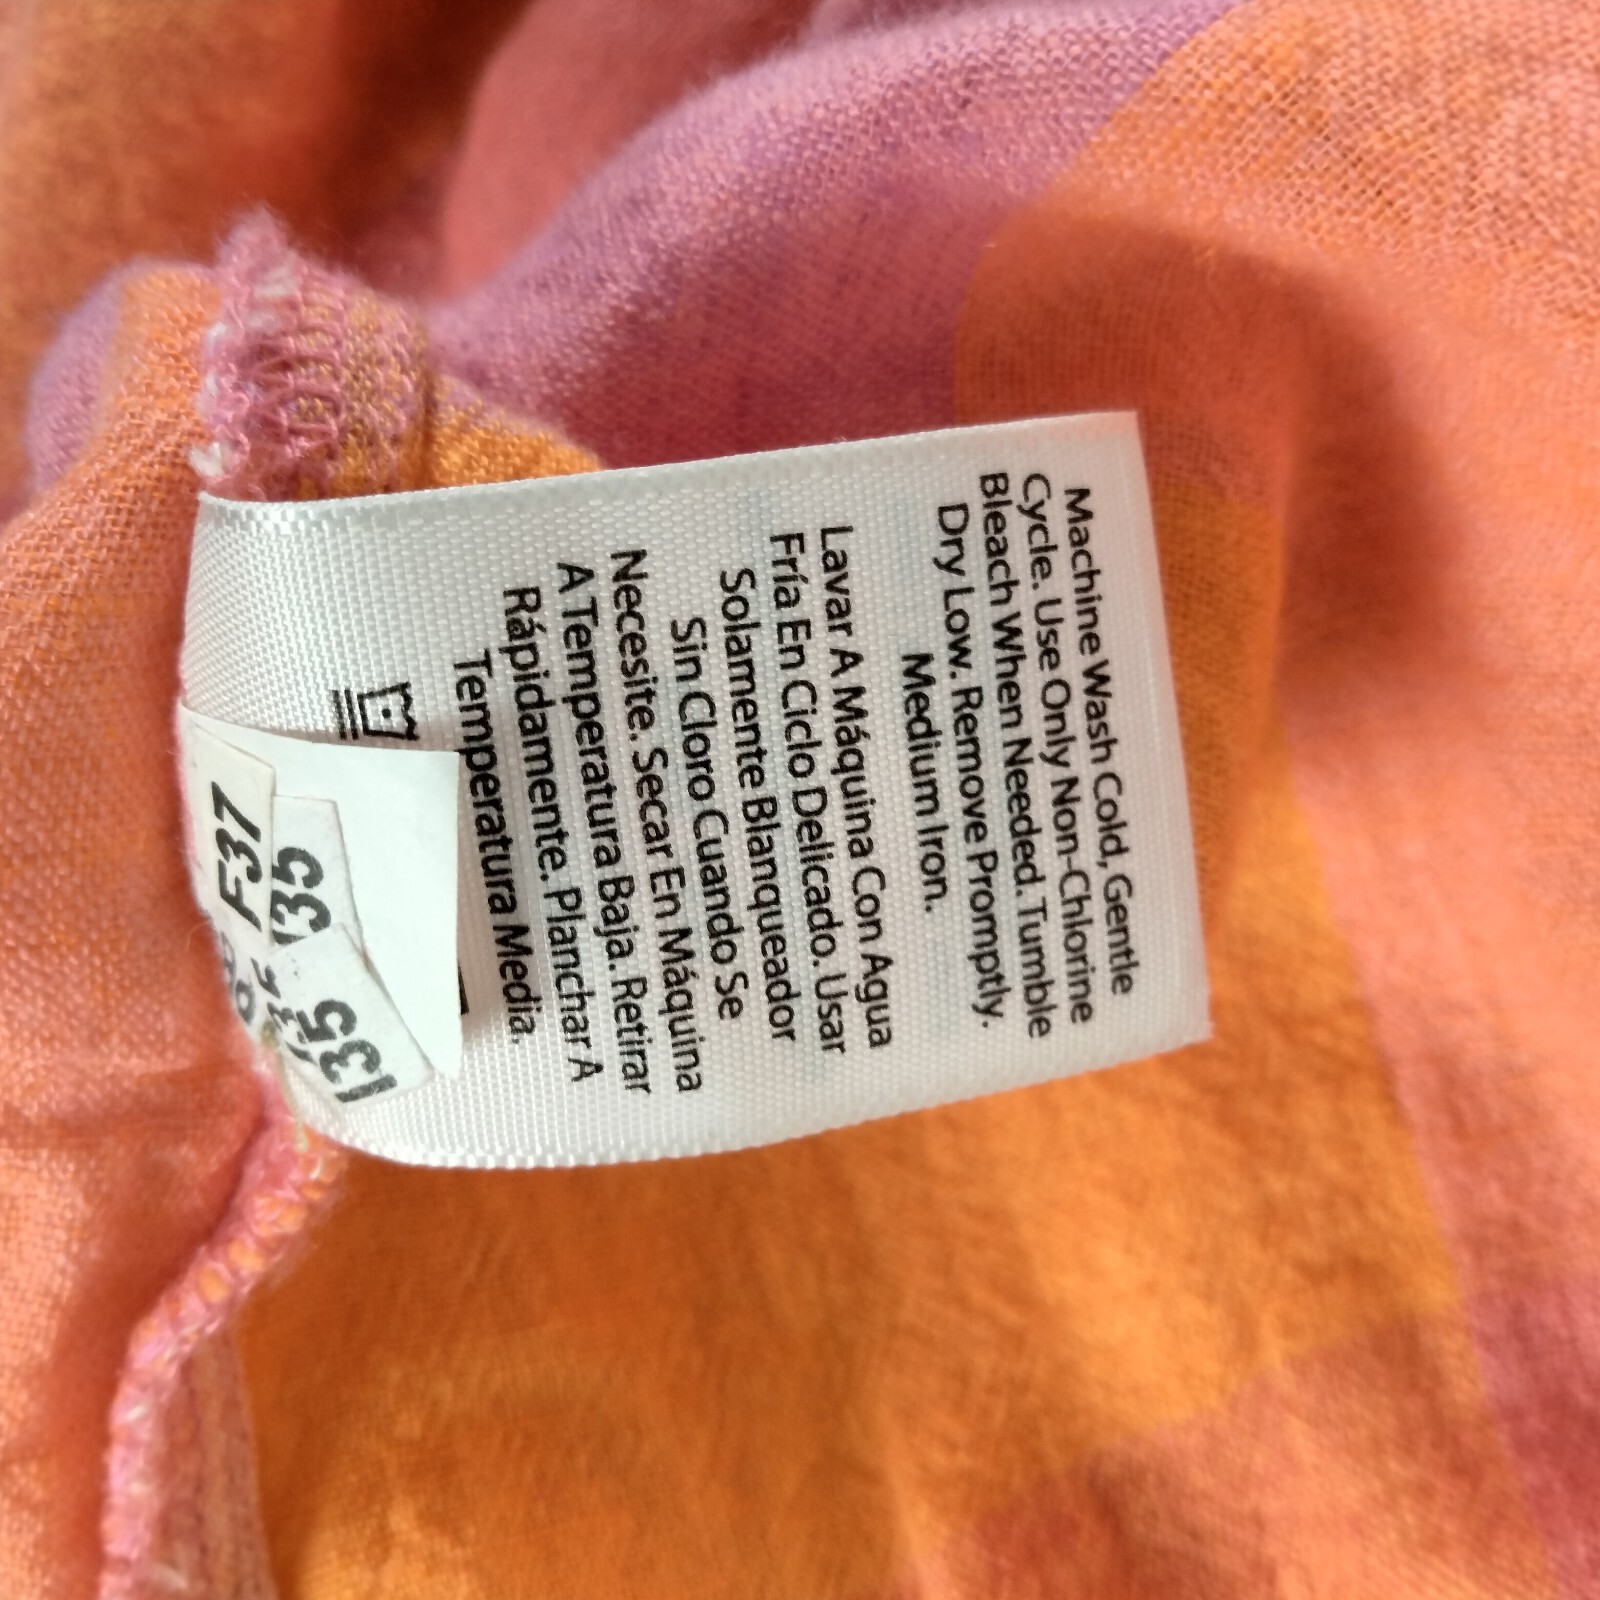 Machine Wash Cold, Gentle
Cycle. Use Only Non-Chlorine
Bleach When Needed. Tumble
Dry Low. Remove Promptly.
Medium Iron.
Lavar A Máquina Con Agua
Fría En Ciclo Delicado. Usar
Solamente Blanqueador
Sin Cloro Cuando Se
Necesite. Secar En Máquina
A Temperatura Baja. Retirar
Rápidamente. Planchar A
Temperatura Media.
F37
135
135